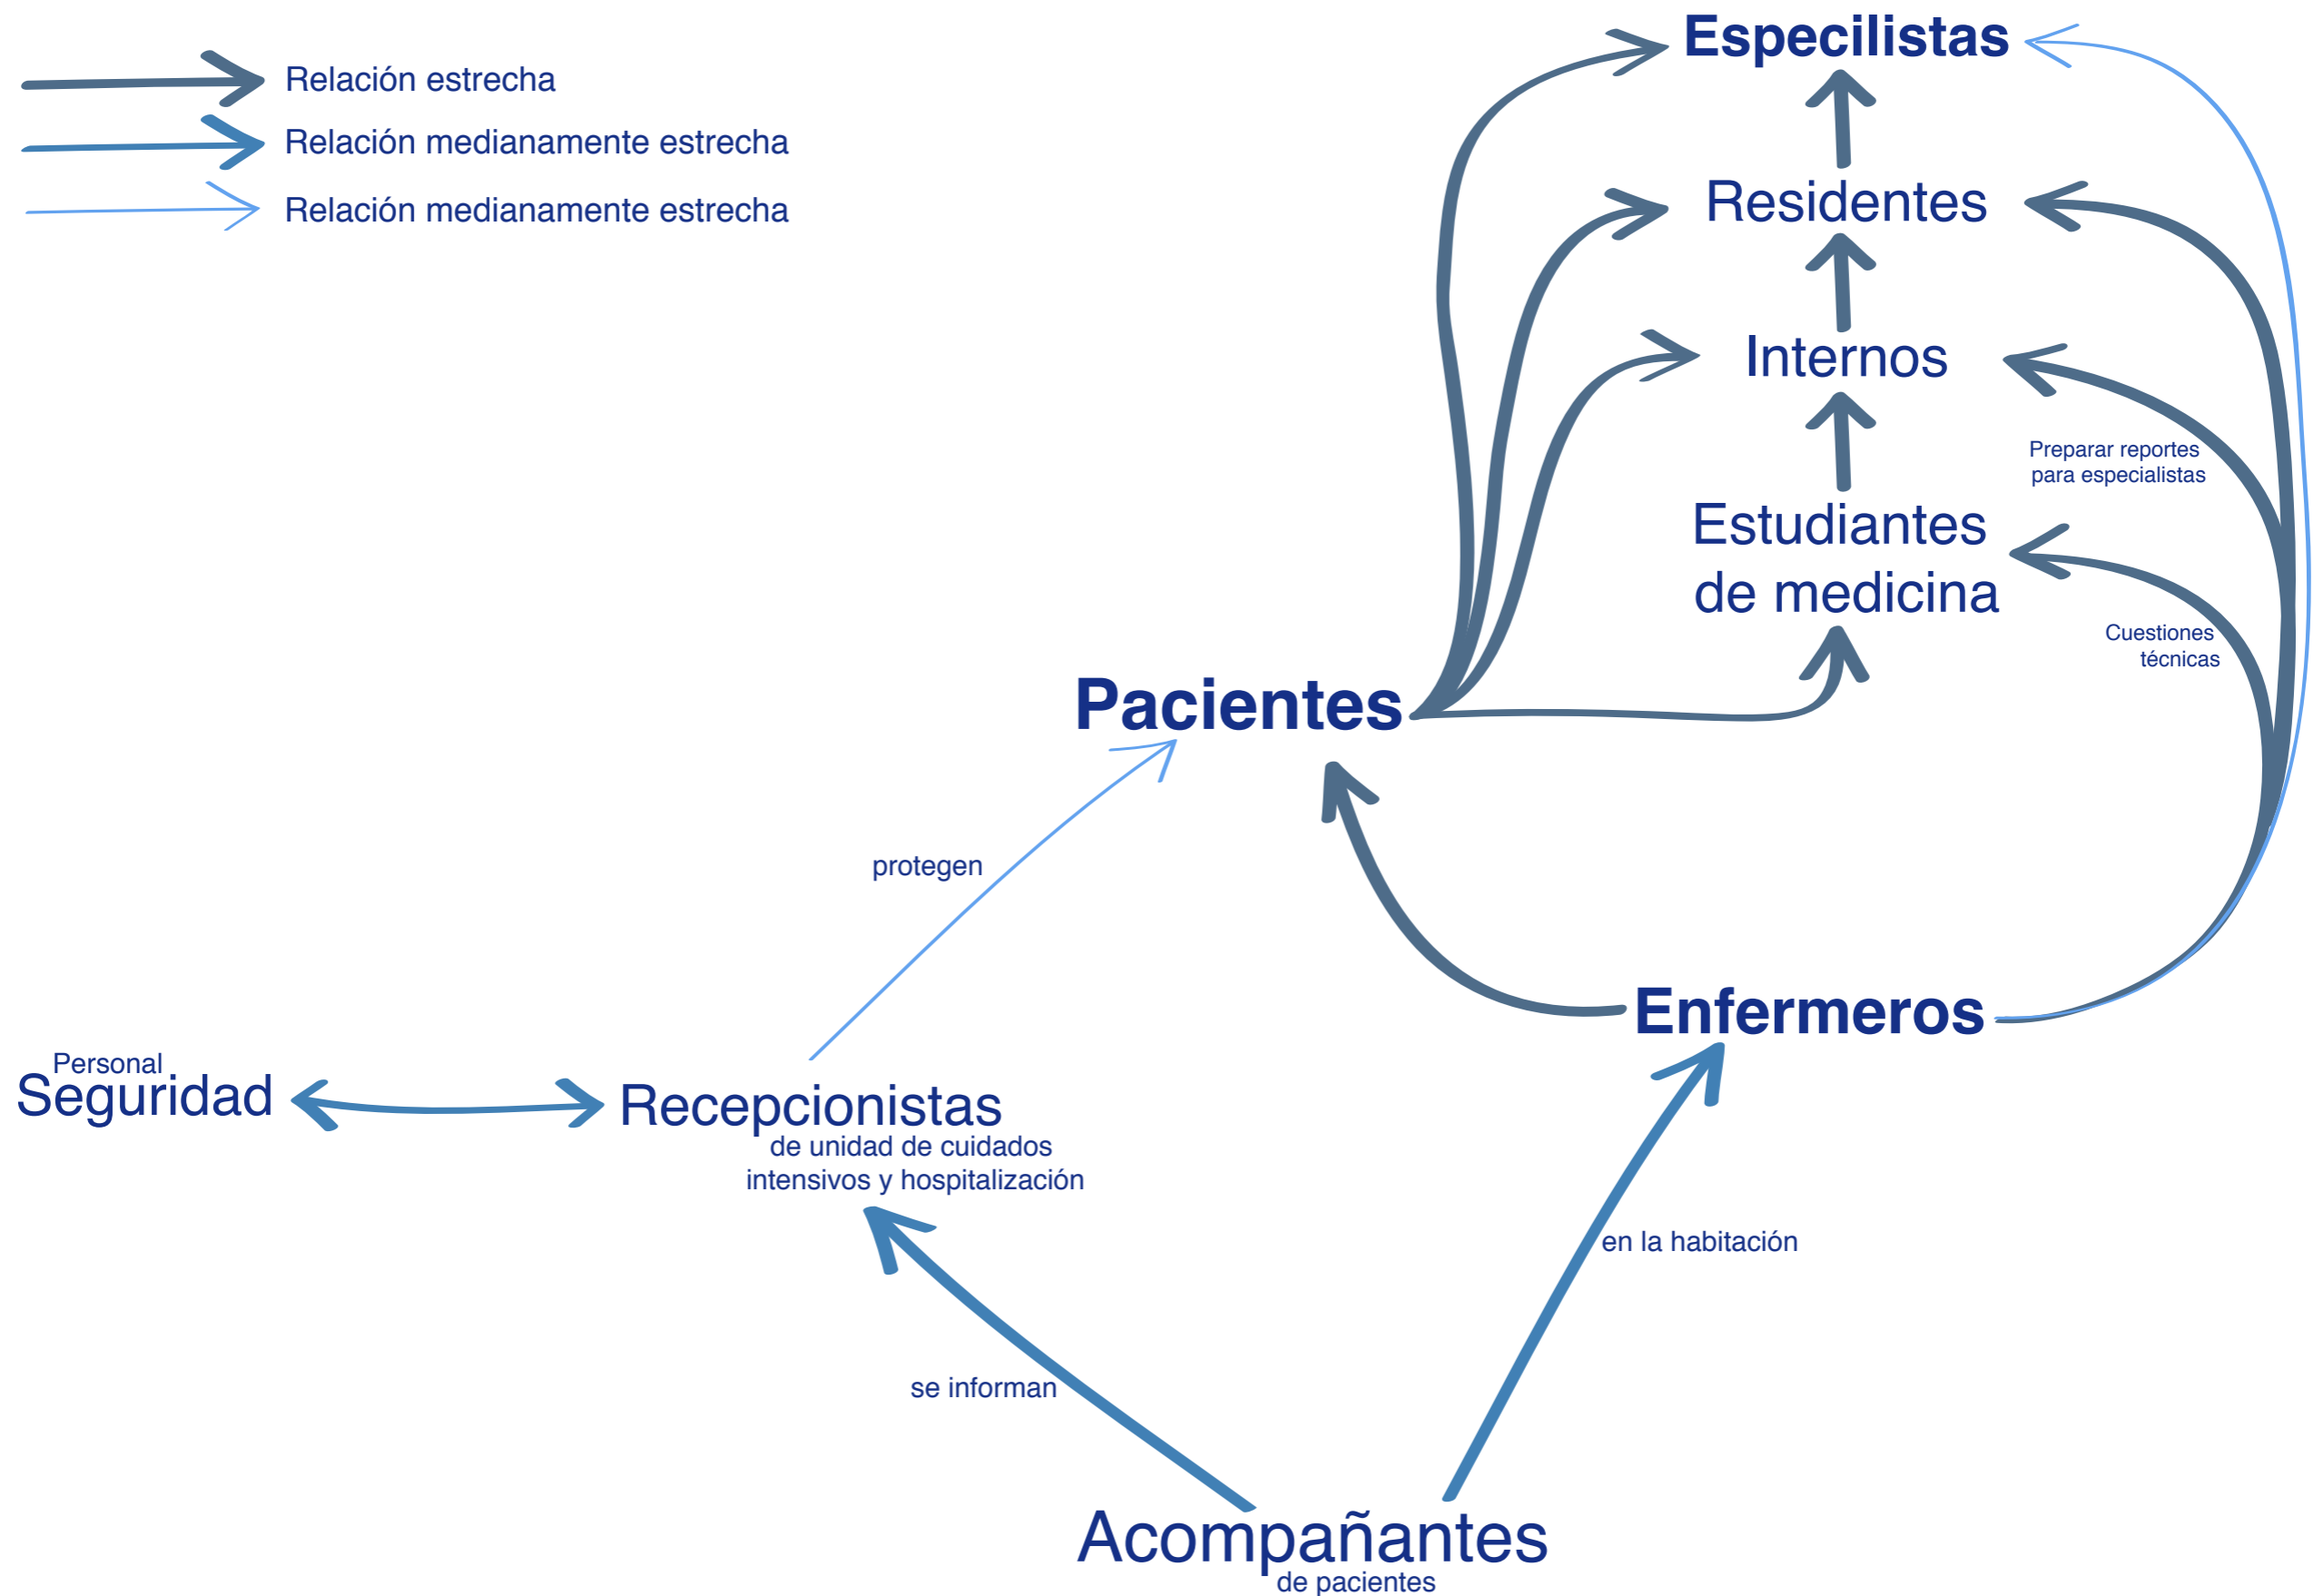 Relación estrecha
Relación medianamente estrecha
Relación medianamente estrecha
Especilistas
Residentes
Internos
Preparar reportes
para especialistas
Estudiantes
de medicina
Cuestiones
técnicas
Pacientes
protegen
Enfermeros
Personal
Seguridad
Recepcionistas
de unidad de cuidados
intensivos y hospitalización
en la habitación
se informan
Acompañantes
de pacientes